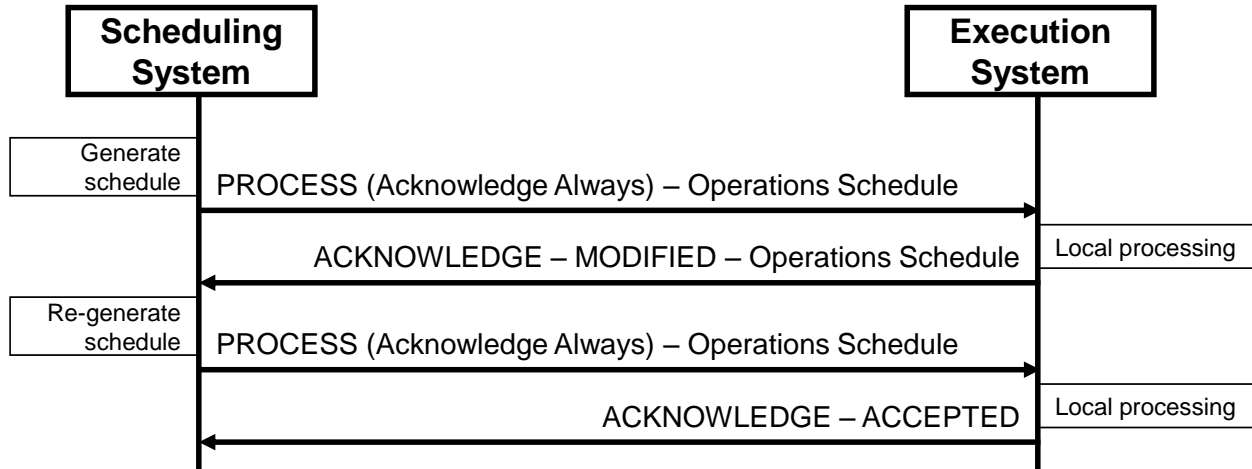 Scheduling
System
Execution
System
Generate
schedule
PROCESS (Acknowledge Always) – Operations Schedule
Local processing
ACKNOWLEDGE – MODIFIED – Operations Schedule
Re-generate
schedule
PROCESS (Acknowledge Always) – Operations Schedule
Local processing
ACKNOWLEDGE – ACCEPTED